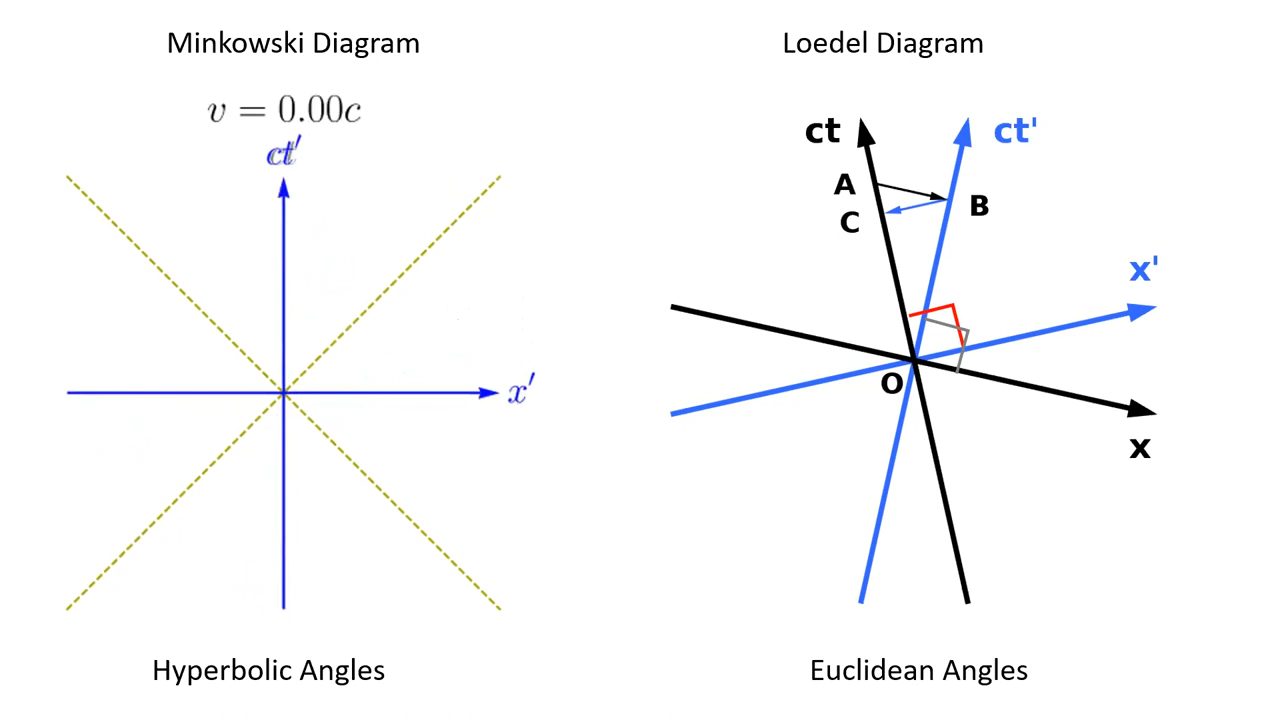 Minkowski Diagram
Loedel Diagram
v = 0.00c
ct'
x'
ct
ct'
A
B
C
x'
O
x
Hyperbolic Angles
Euclidean Angles